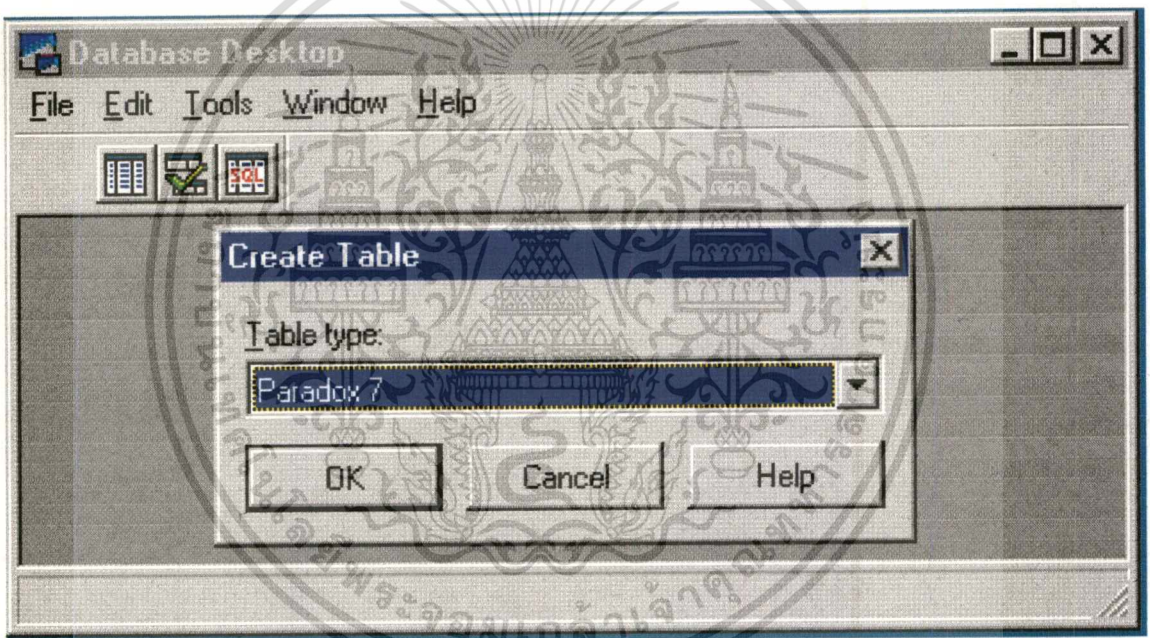 Database Desktop
File Edit Tools Window Help
SQL
Create Table
Table type:
Paradox 7
OK Cancel Help